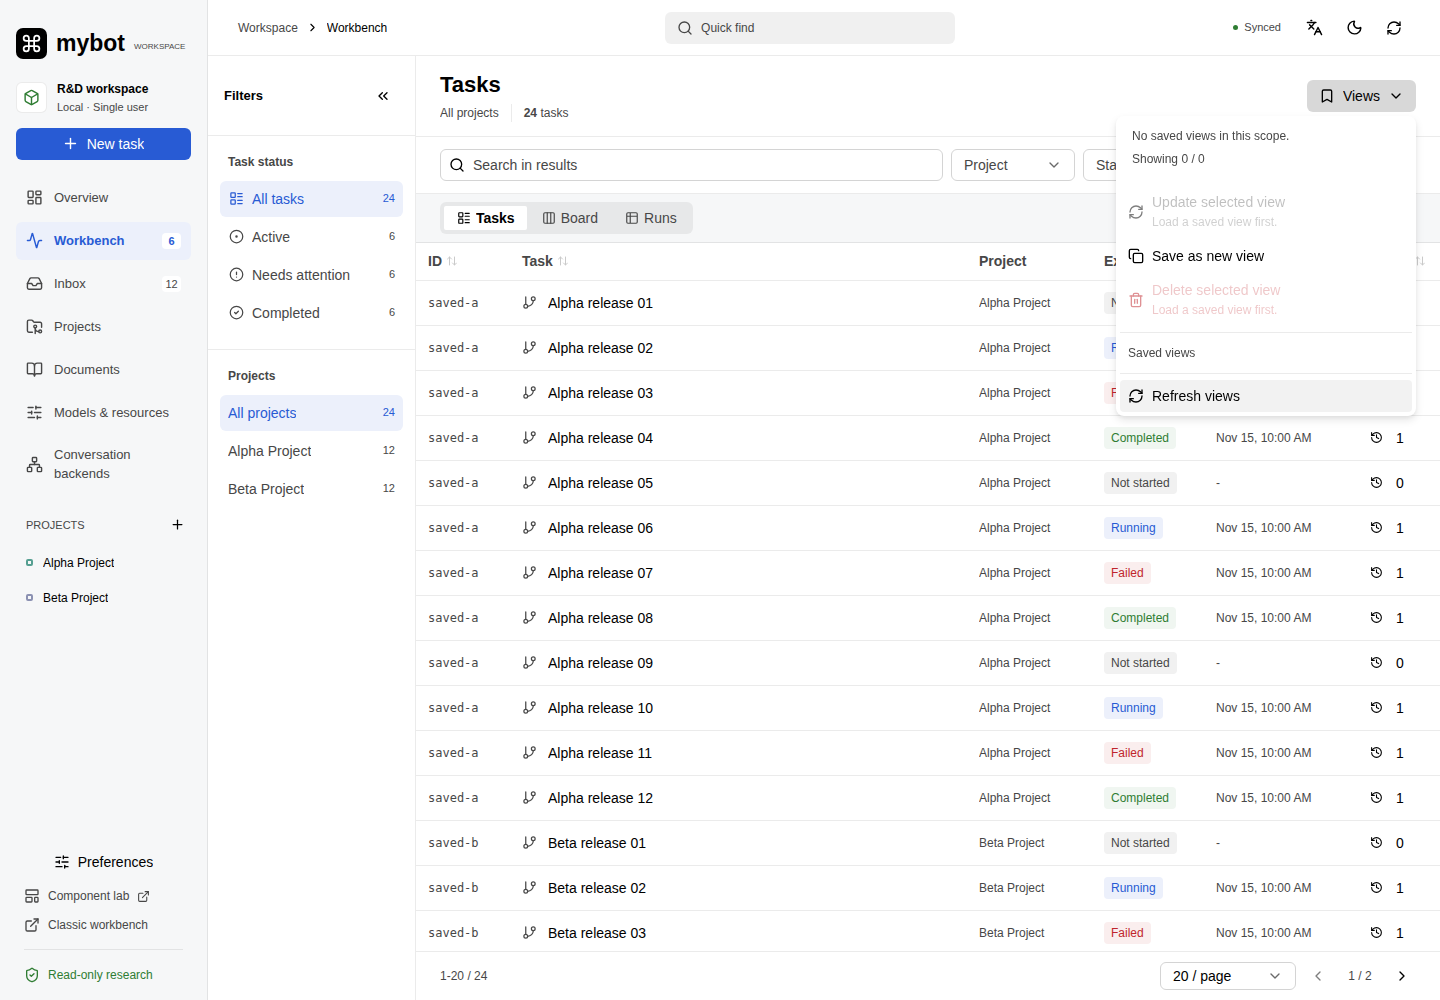 mybot WORKSPACE
R&D workspace
Local · Single user
New task
Overview
Workbench 6
Inbox 12
Projects
Documents
Models & resources
Conversation
backends
PROJECTS
Alpha Project
Beta Project
Preferences
Component lab
Classic workbench
Read-only research
Workspace Workbench
Quick find
Synced
Filters
Task status
All tasks 24
Active 6
Needs attention 6
Completed 6
Projects
All projects 24
Alpha Project 12
Beta Project 12
Tasks
All projects 24 tasks
Views
Search in results
Project
Sta
Tasks Board Runs
No saved views in this scope.
Showing 0 / 0
Update selected view
Load a saved view first.
Save as new view
Delete selected view
Load a saved view first.
Saved views
Refresh views
ID Task Project
saved-a Alpha release 01 Alpha Project
saved-a Alpha release 02 Alpha Project
saved-a Alpha release 03 Alpha Project
saved-a Alpha release 04 Alpha Project Completed Nov 15, 10:00 AM 1
saved-a Alpha release 05 Alpha Project Not started - 0
saved-a Alpha release 06 Alpha Project Running Nov 15, 10:00 AM 1
saved-a Alpha release 07 Alpha Project Failed Nov 15, 10:00 AM 1
saved-a Alpha release 08 Alpha Project Completed Nov 15, 10:00 AM 1
saved-a Alpha release 09 Alpha Project Not started - 0
saved-a Alpha release 10 Alpha Project Running Nov 15, 10:00 AM 1
saved-a Alpha release 11 Alpha Project Failed Nov 15, 10:00 AM 1
saved-a Alpha release 12 Alpha Project Completed Nov 15, 10:00 AM 1
saved-b Beta release 01 Beta Project Not started - 0
saved-b Beta release 02 Beta Project Running Nov 15, 10:00 AM 1
saved-b Beta release 03 Beta Project Failed Nov 15, 10:00 AM 1
1-20 / 24
20 / page
1 / 2